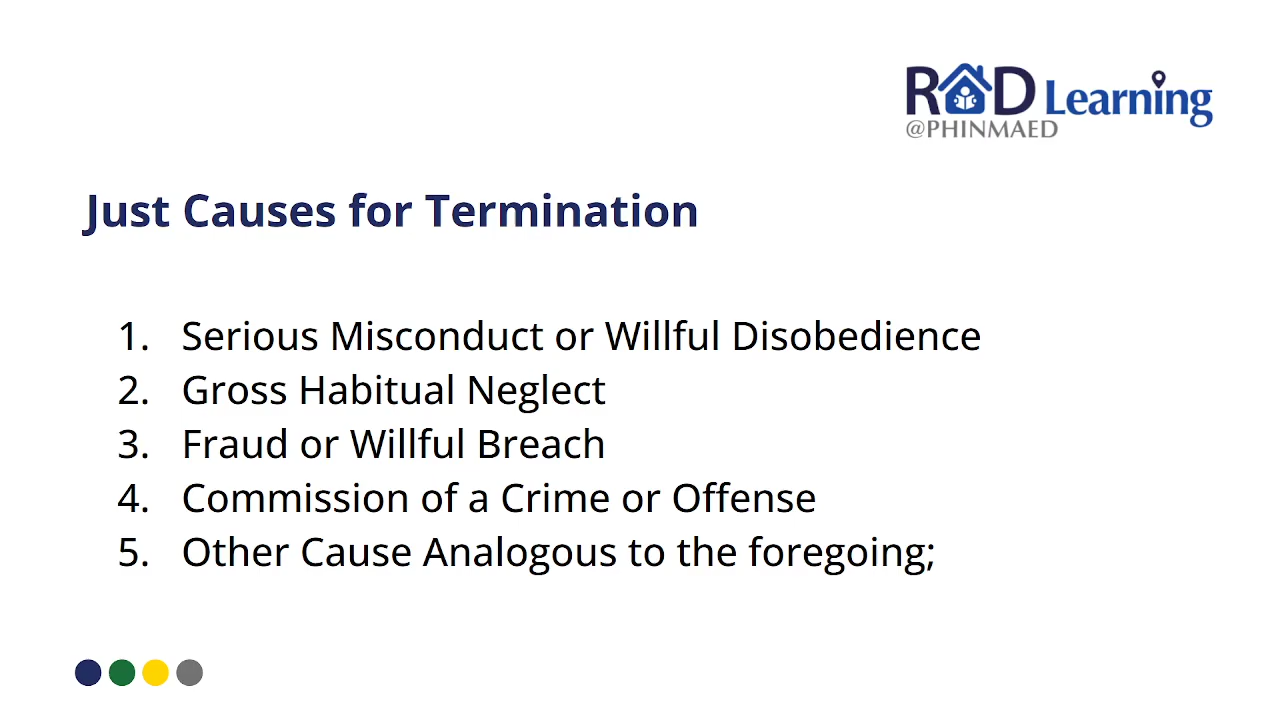 RAD Learning
@PHINMAED
Just Causes for Termination
1. Serious Misconduct or Willful Disobedience
2. Gross Habitual Neglect
3. Fraud or Willful Breach
4. Commission of a Crime or Offense
5. Other Cause Analogous to the foregoing;